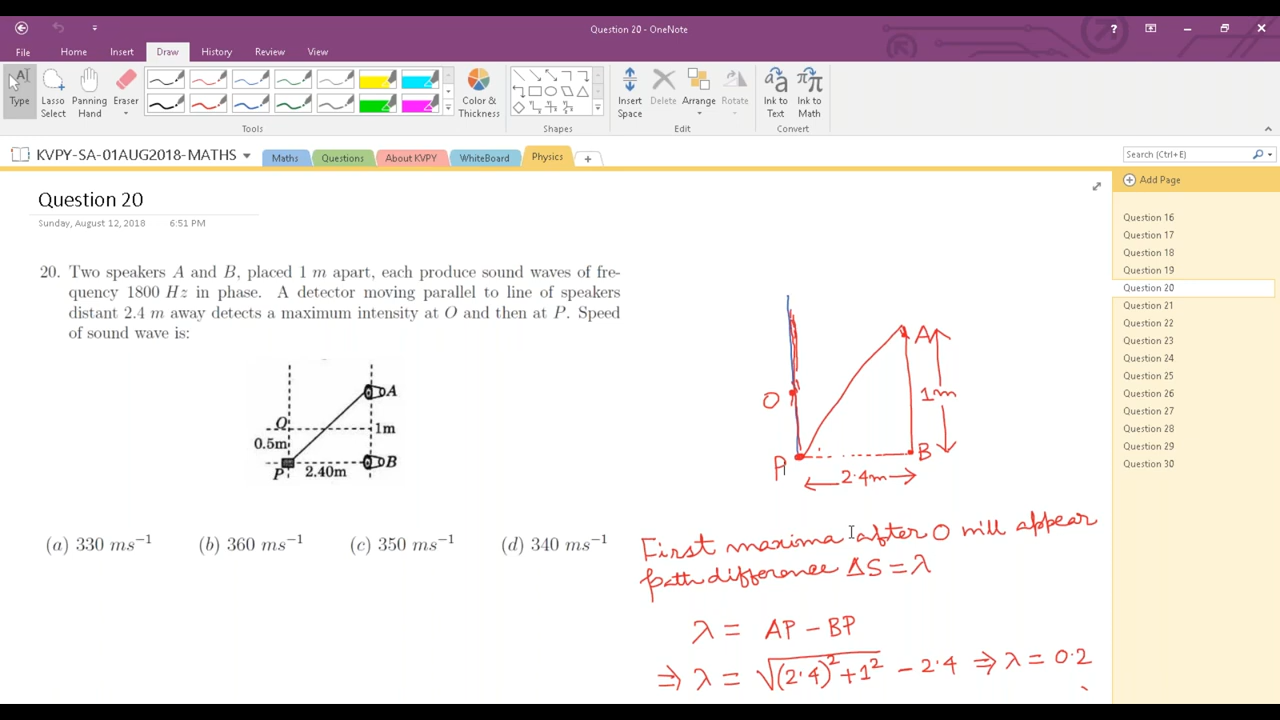 Question 20 - OneNote
?
File
Home
Insert
Draw
History
Review
View
Type
Lasso Select
Panning Hand
Eraser
Color & Thickness
Insert Space
Delete
Arrange
Rotate
Ink to Text
Ink to Math
Tools
Shapes
Edit
Convert
KVPY-SA-01AUG2018-MATHS
Maths
Questions
About KVPY
WhiteBoard
Physics
Search (Ctrl+E)
Add Page
Question 16
Question 17
Question 18
Question 19
Question 20
Question 21
Question 22
Question 23
Question 24
Question 25
Question 26
Question 27
Question 28
Question 29
Question 30
Question 20
Sunday, August 12, 2018 6:51 PM
20. Two speakers A and B, placed 1 m apart, each produce sound waves of fre-
quency 1800 Hz in phase. A detector moving parallel to line of speakers
distant 2.4 m away detects a maximum intensity at O and then at P. Speed
of sound wave is:
A
O
1m
0.5m
B
P
2.40m
(a) 330 ms⁻¹ (b) 360 ms⁻¹ (c) 350 ms⁻¹ (d) 340 ms⁻¹
A
O
1m
P
B
2.4m
First maxima after O will appear
path difference ΔS = λ
λ = AP - BP
⇒ λ = √(2.4)² + 1² - 2.4 ⇒ λ = 0.2